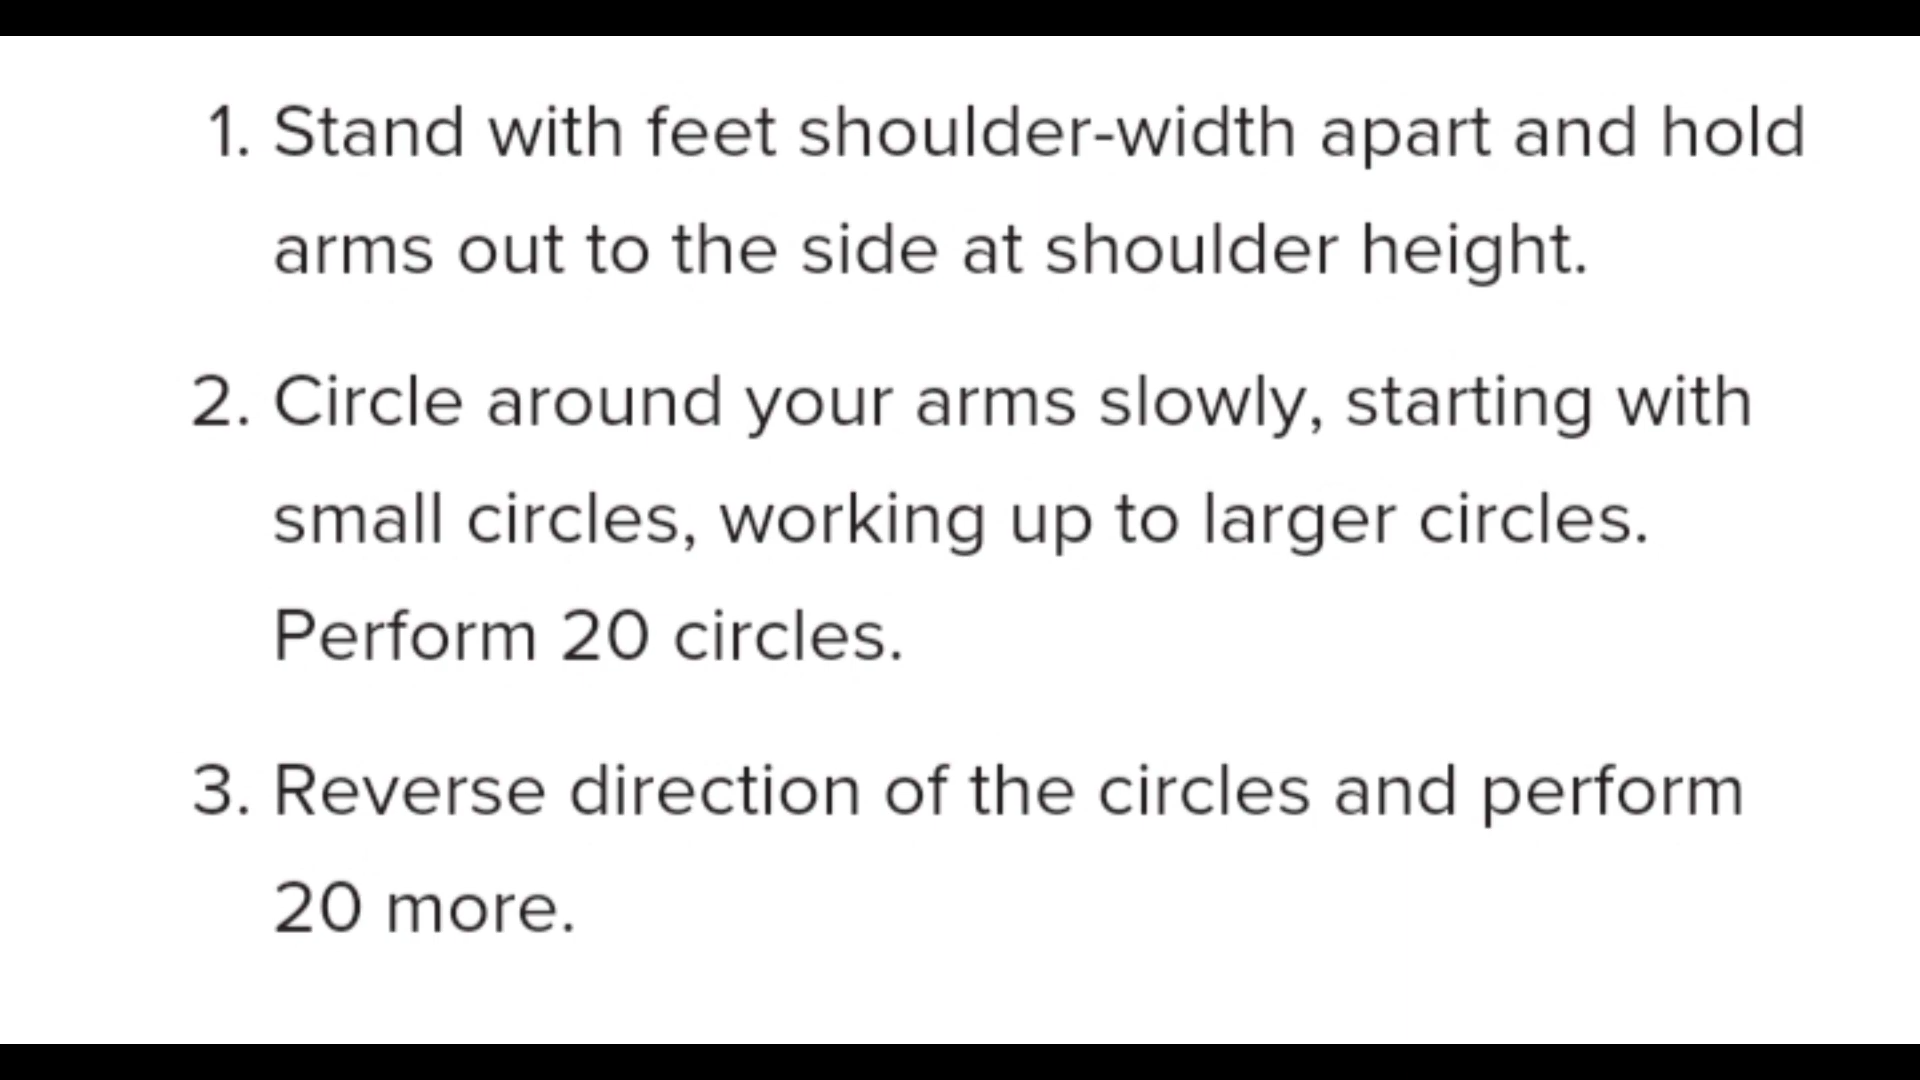 1. Stand with feet shoulder-width apart and hold
arms out to the side at shoulder height.
2. Circle around your arms slowly, starting with
small circles, working up to larger circles.
Perform 20 circles.
3. Reverse direction of the circles and perform
20 more.